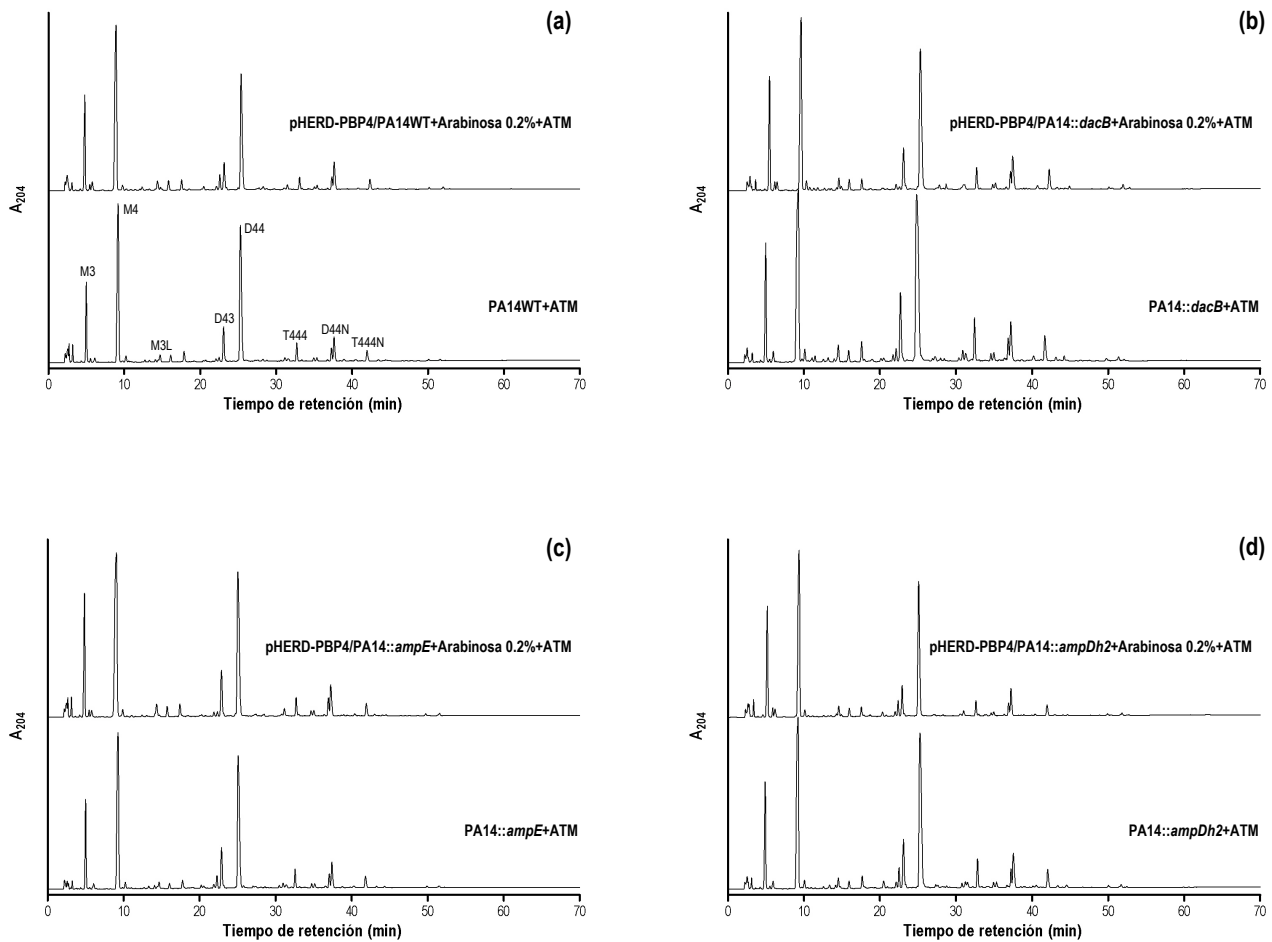 (a)
pHERD-PBP4/PA14WT+Arabinosa 0.2%+ATM
A204
M4
D44
M3
PA14WT+ATM
D43
T444
D44N
M3L
T444N
0 10 20 30 40 50 60 70
Tiempo de retención (min)
(b)
pHERD-PBP4/PA14::dacB+Arabinosa 0.2%+ATM
A204
PA14::dacB+ATM
0 10 20 30 40 50 60 70
Tiempo de retención (min)
(c)
pHERD-PBP4/PA14::ampE+Arabinosa 0.2%+ATM
A204
PA14::ampE+ATM
0 10 20 30 40 50 60 70
Tiempo de retención (min)
(d)
pHERD-PBP4/PA14::ampDh2+Arabinosa 0.2%+ATM
A204
PA14::ampDh2+ATM
0 10 20 30 40 50 60 70
Tiempo de retención (min)